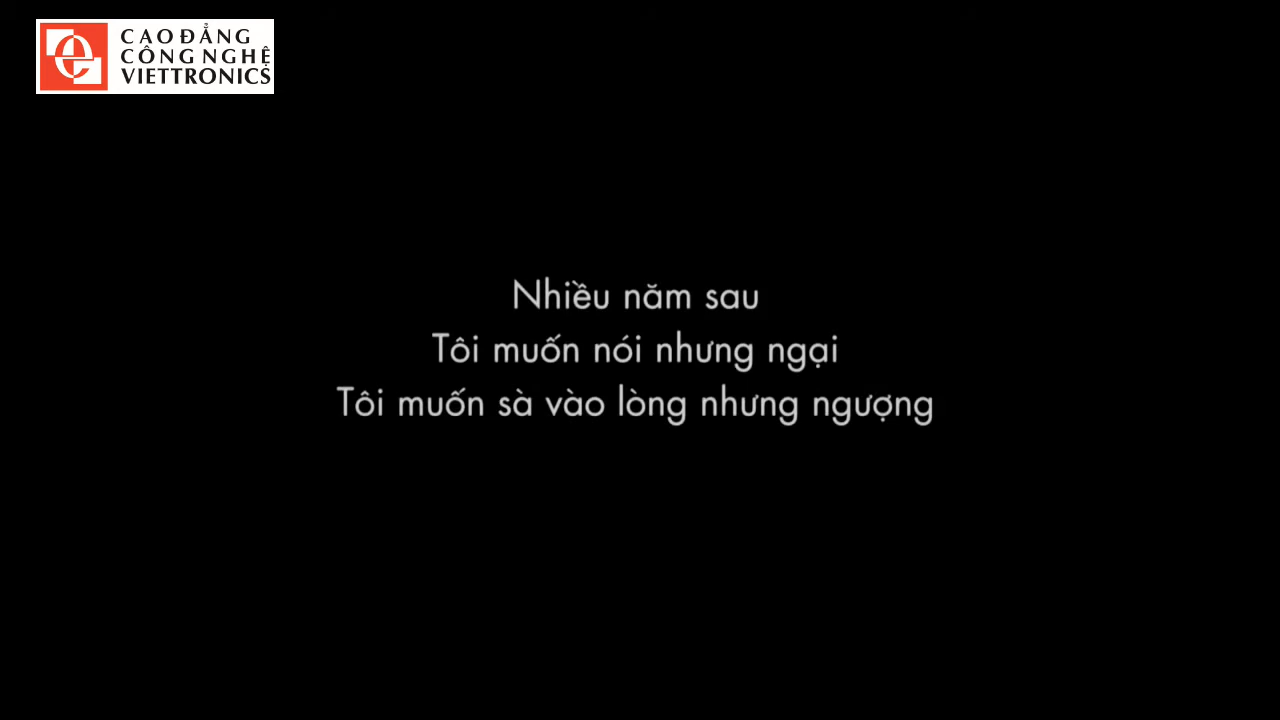 CAO ĐẲNG
CÔNG NGHỆ
VIETTRONICS
Nhiều năm sau
Tôi muốn nói nhưng ngại
Tôi muốn sà vào lòng nhưng ngượng